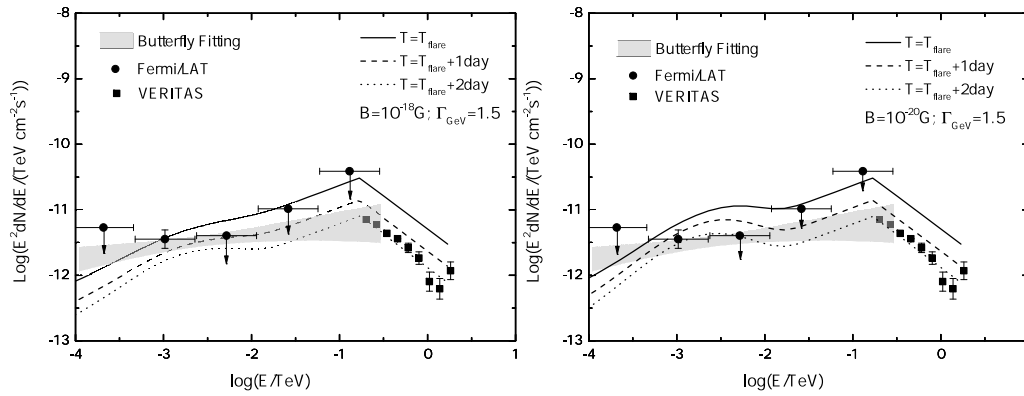 -8
-9
-10
-11
-12
-13
Log(E²dN/dE/(TeV cm⁻²s⁻¹))
Butterfly Fitting
Fermi/LAT
VERITAS
T=T_flare
T=T_flare+1day
T=T_flare+2day
B=10⁻¹⁸G; Γ_GeV=1.5
-4 -3 -2 -1 0 1
log(E/TeV)
-8
-9
-10
-11
-12
-13
Log(E²dN/dE/(TeV cm⁻²s⁻¹))
Butterfly Fitting
Fermi/LAT
VERITAS
T=T_flare
T=T_flare+1day
T=T_flare+2day
B=10⁻²⁰G; Γ_GeV=1.5
-4 -3 -2 -1 0
log(E/TeV)